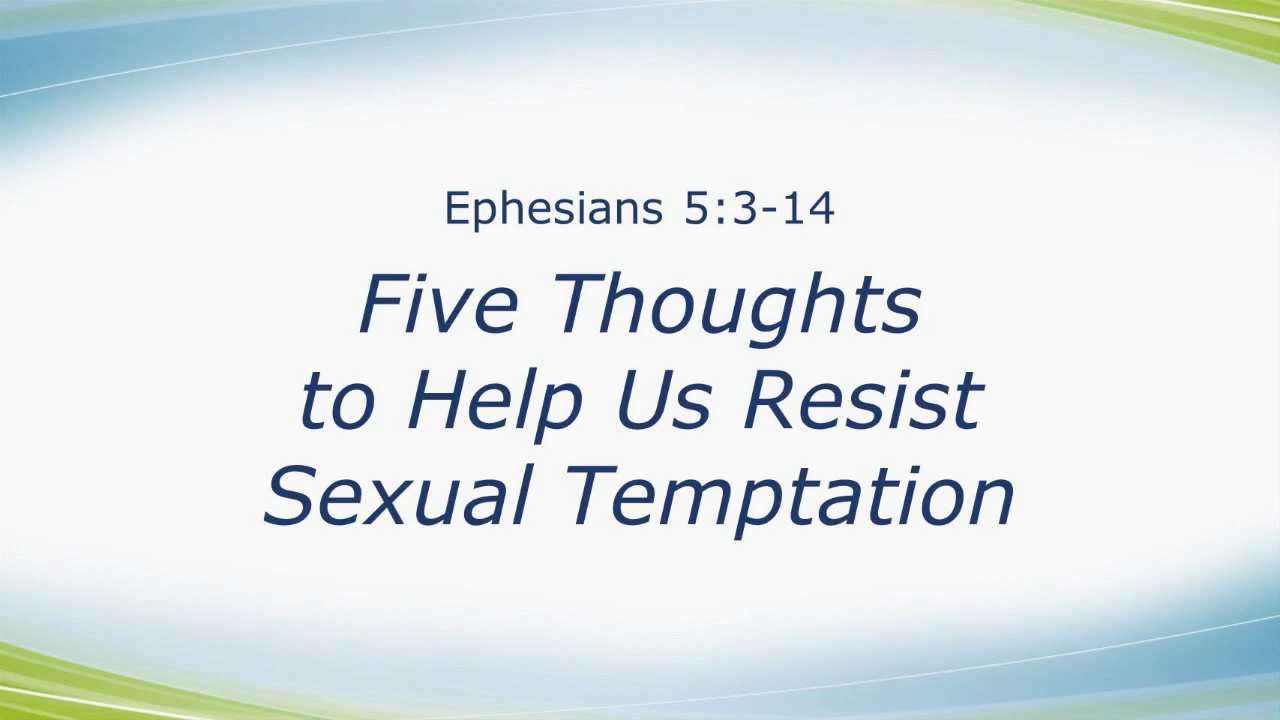 Ephesians 5:3-14
Five Thoughts
to Help Us Resist
Sexual Temptation